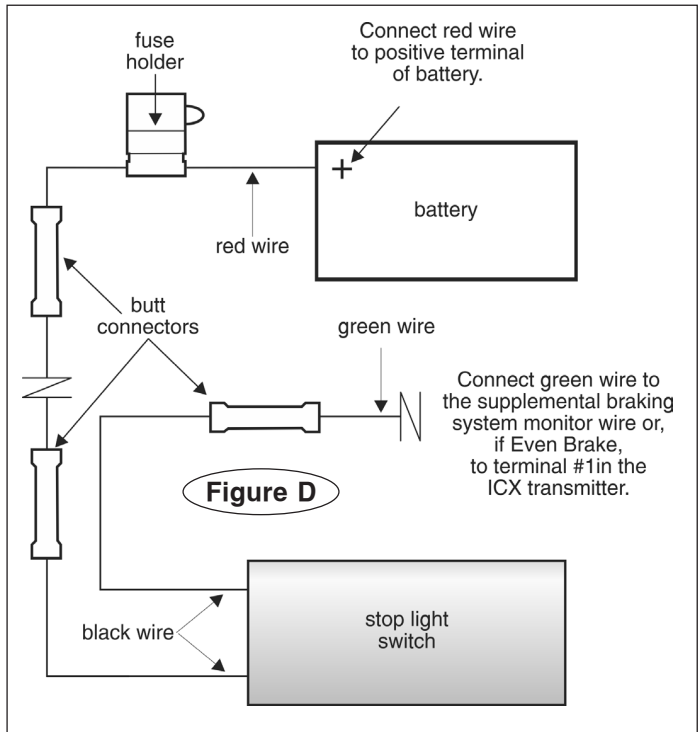 fuse
holder
Connect red wire
to positive terminal
of battery.
+
battery
red wire
butt
connectors
green wire
Connect green wire to
the supplemental braking
system monitor wire or,
if Even Brake,
to terminal #1in the
ICX transmitter.
Figure D
black wire
stop light
switch